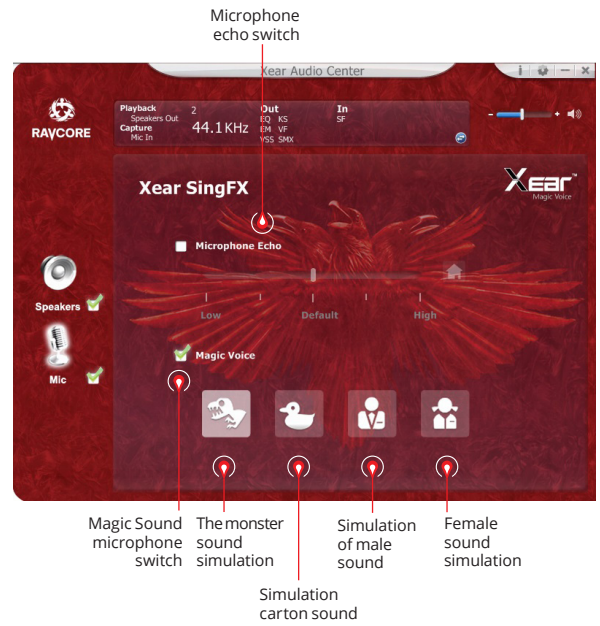 Microphone
echo switch
Xear Audio Center
RAVCORE
Playback 2 Out In
Speakers Out EQ KS SF
Capture 44.1KHz EM VF
Mic In VSS SMX
- +
Xear SingFX
Xear™
Magic Voice
Microphone Echo
Low Default High
Speakers
Magic Voice
Mic
Magic Sound
microphone
switch
The monster
sound
simulation
Simulation
carton sound
Simulation
of male
sound
Female
sound
simulation